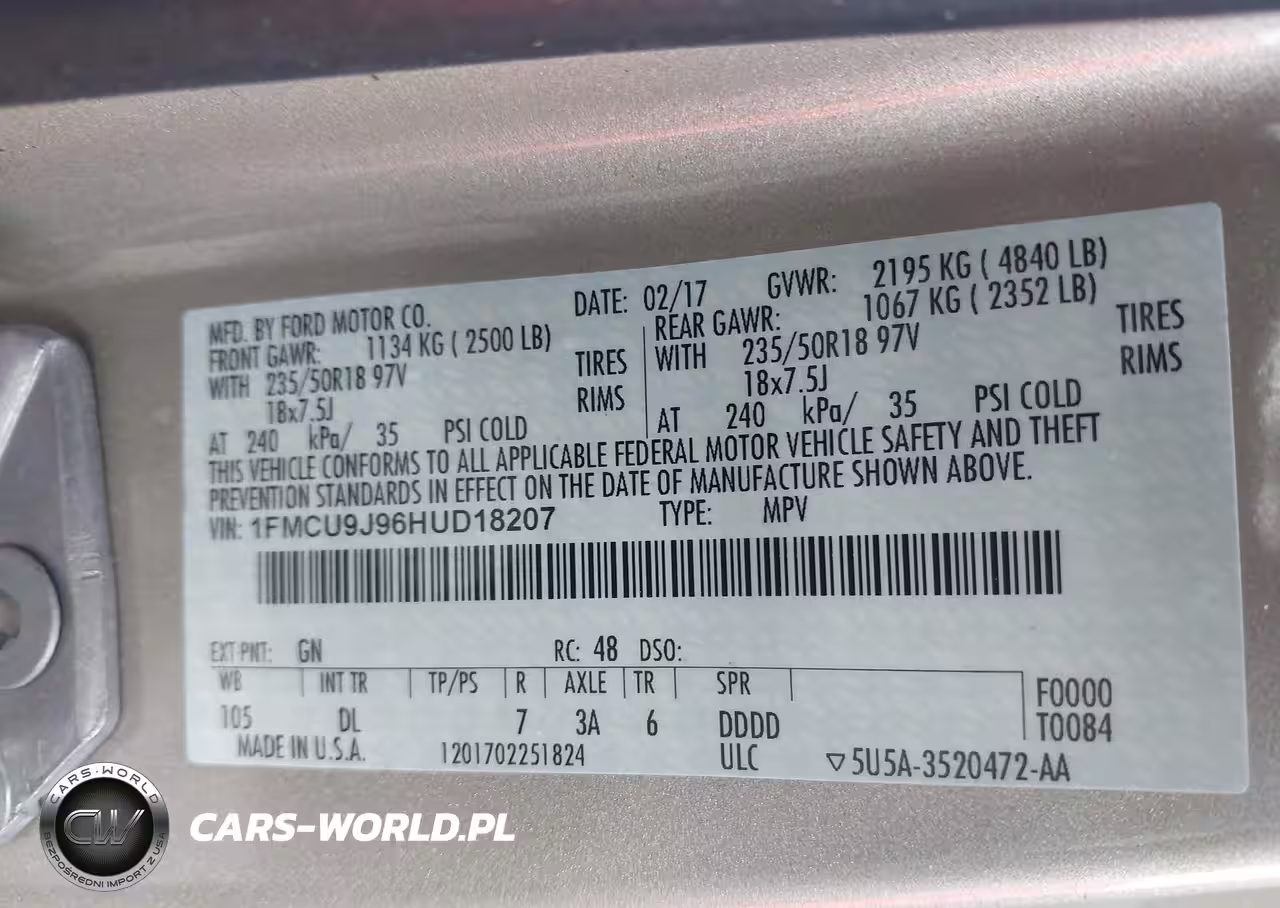 MFD. BY FORD MOTOR CO. DATE: 02/17 GVWR: 2195 KG ( 4840 LB)
FRONT GAWR: 1134 KG ( 2500 LB) REAR GAWR: 1067 KG ( 2352 LB)
WITH 235/50R18 97V TIRES WITH 235/50R18 97V TIRES
18x7.5J RIMS 18x7.5J RIMS
AT 240 kPa/ 35 PSI COLD AT 240 kPa/ 35 PSI COLD
THIS VEHICLE CONFORMS TO ALL APPLICABLE FEDERAL MOTOR VEHICLE SAFETY AND THEFT
PREVENTION STANDARDS IN EFFECT ON THE DATE OF MANUFACTURE SHOWN ABOVE.
VIN: 1FMCU9J96HUD18207 TYPE: MPV
EXT PNT: GN RC: 48 DSO:
WB INT TR TP/PS R AXLE TR SPR
F0000
105 DL 7 3A 6 DDDD T0084
MADE IN U.S.A. 1201702251824 ULC ▽5U5A-3520472-AA
CARS-WORLD
CW
BEZPOŚREDNI IMPORT Z USA
CARS-WORLD.PL